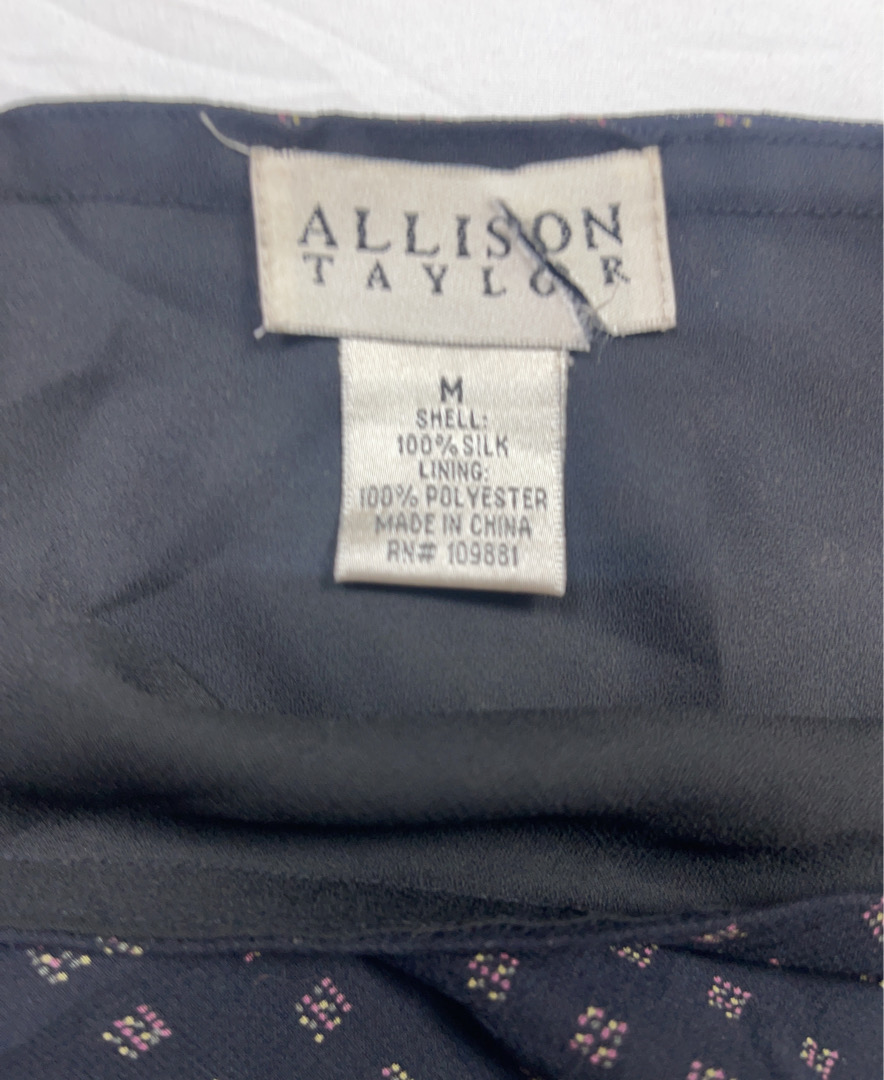 ALLISON
TAYLOR
M
SHELL:
100% SILK
LINING:
100% POLYESTER
MADE IN CHINA
RN# 109881